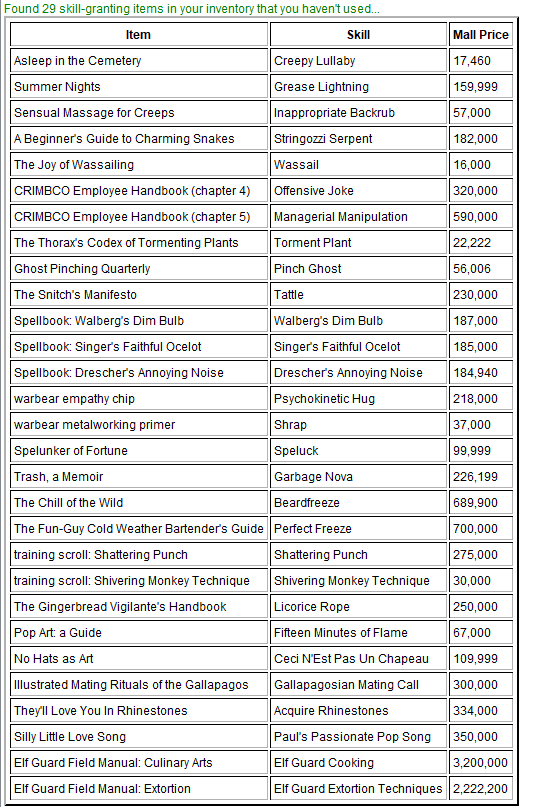 Found 29 skill-granting items in your inventory that you haven't used...
Item Skill Mall Price
Asleep in the Cemetery Creepy Lullaby 17,460
Summer Nights Grease Lightning 159,999
Sensual Massage for Creeps Inappropriate Backrub 57,000
A Beginner's Guide to Charming Snakes Stringozzi Serpent 182,000
The Joy of Wassailing Wassail 16,000
CRIMBCO Employee Handbook (chapter 4) Offensive Joke 320,000
CRIMBCO Employee Handbook (chapter 5) Managerial Manipulation 590,000
The Thorax's Codex of Tormenting Plants Torment Plant 22,222
Ghost Pinching Quarterly Pinch Ghost 56,006
The Snitch's Manifesto Tattle 230,000
Spellbook: Walberg's Dim Bulb Walberg's Dim Bulb 187,000
Spellbook: Singer's Faithful Ocelot Singer's Faithful Ocelot 185,000
Spellbook: Drescher's Annoying Noise Drescher's Annoying Noise 184,940
warbear empathy chip Psychokinetic Hug 218,000
warbear metalworking primer Shrap 37,000
Spelunker of Fortune Speluck 99,999
Trash, a Memoir Garbage Nova 226,199
The Chill of the Wild Beardfreeze 689,900
The Fun-Guy Cold Weather Bartender's Guide Perfect Freeze 700,000
training scroll: Shattering Punch Shattering Punch 275,000
training scroll: Shivering Monkey Technique Shivering Monkey Technique 30,000
The Gingerbread Vigilante's Handbook Licorice Rope 250,000
Pop Art: a Guide Fifteen Minutes of Flame 67,000
No Hats as Art Ceci N'Est Pas Un Chapeau 109,999
Illustrated Mating Rituals of the Gallapagos Gallapagosian Mating Call 300,000
They'll Love You In Rhinestones Acquire Rhinestones 334,000
Silly Little Love Song Paul's Passionate Pop Song 350,000
Elf Guard Field Manual: Culinary Arts Elf Guard Cooking 3,200,000
Elf Guard Field Manual: Extortion Elf Guard Extortion Techniques 2,222,200